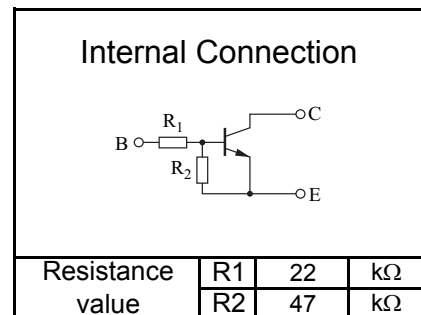 Internal Connection
C
R1
B
R2
E
Resistance value R1 22 kΩ
R2 47 kΩ